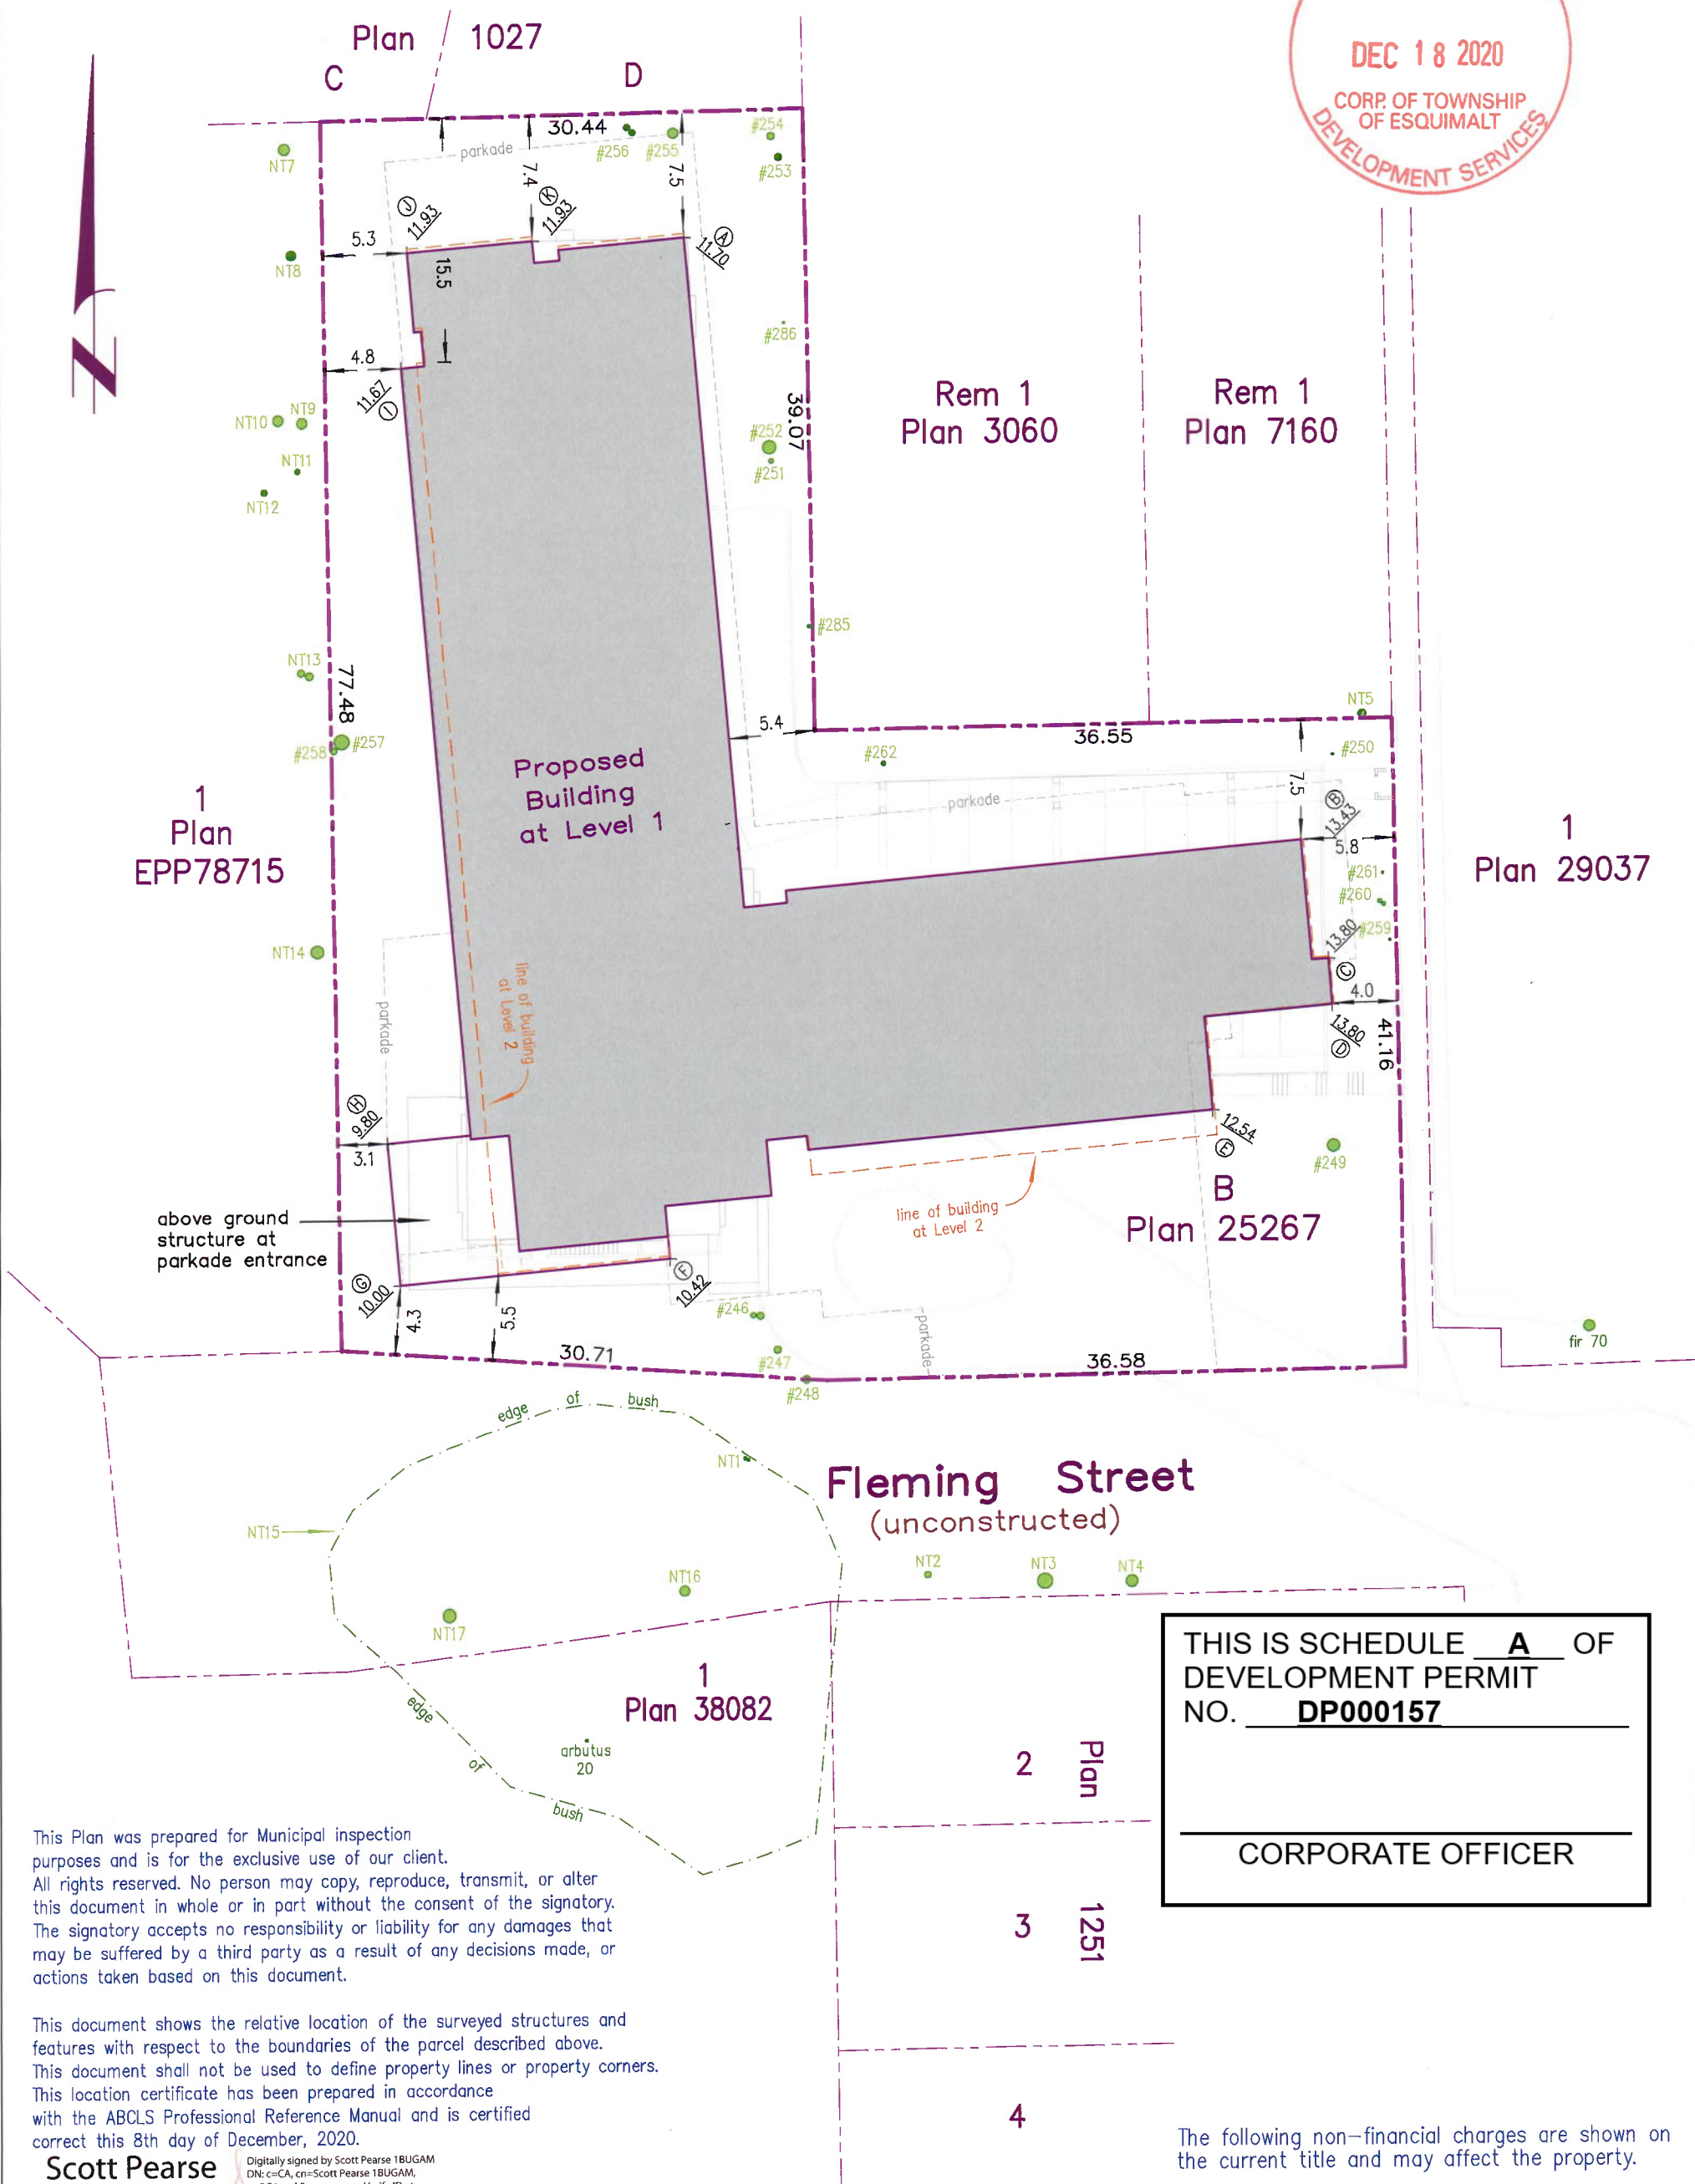 Plan 1027
C D
DEC 18 2020
CORP. OF TOWNSHIP
OF ESQUIMALT
DEVELOPMENT SERVICES
N
30.44
parkade
#256
#255
#254
#253
NT7
7.4
7.5
J
11.93
K
11.93
A
11.70
5.3
NT8
15.5
#286
4.8
11.67
I
Rem 1
Plan 3060
Rem 1
Plan 7160
39.07
NT10
NT9
#252
#251
NT11
NT12
#285
NT13
77.48
#258
#257
5.4
36.55
NT5
#262
#250
7.5
Proposed
Building
at Level 1
parkade
B
13.43
5.8
1
Plan
EPP78715
1
Plan 29037
#261
#260
#259
13.80
C
4.0
NT14
parkade
line of building
at Level 2
13.80
D
41.16
H
9.80
3.1
12.54
E
#249
B
Plan 25267
line of building
at Level 2
above ground
structure at
parkade entrance
G
10.00
F
10.42
4.3
5.5
#246
parkade
30.71
#247
36.58
#248
fir 70
edge of bush
NT1
Fleming Street
(unconstructed)
NT15
NT2
NT3
NT4
NT16
NT17
1
Plan 38082
edge of bush
arbutus
20
2
Plan 1251
3
4
THIS IS SCHEDULE A OF
DEVELOPMENT PERMIT
NO. DP000157
CORPORATE OFFICER
This Plan was prepared for Municipal inspection
purposes and is for the exclusive use of our client.
All rights reserved. No person may copy, reproduce, transmit, or alter
this document in whole or in part without the consent of the signatory.
The signatory accepts no responsibility or liability for any damages that
may be suffered by a third party as a result of any decisions made, or
actions taken based on this document.
This document shows the relative location of the surveyed structures and
features with respect to the boundaries of the parcel described above.
This document shall not be used to define property lines or property corners.
This location certificate has been prepared in accordance
with the ABCLS Professional Reference Manual and is certified
correct this 8th day of December, 2020.
Scott Pearse
Digitally signed by Scott Pearse 1BUGAM
DN: c=CA, cn=Scott Pearse 1BUGAM,
The following non-financial charges are shown on
the current title and may affect the property.